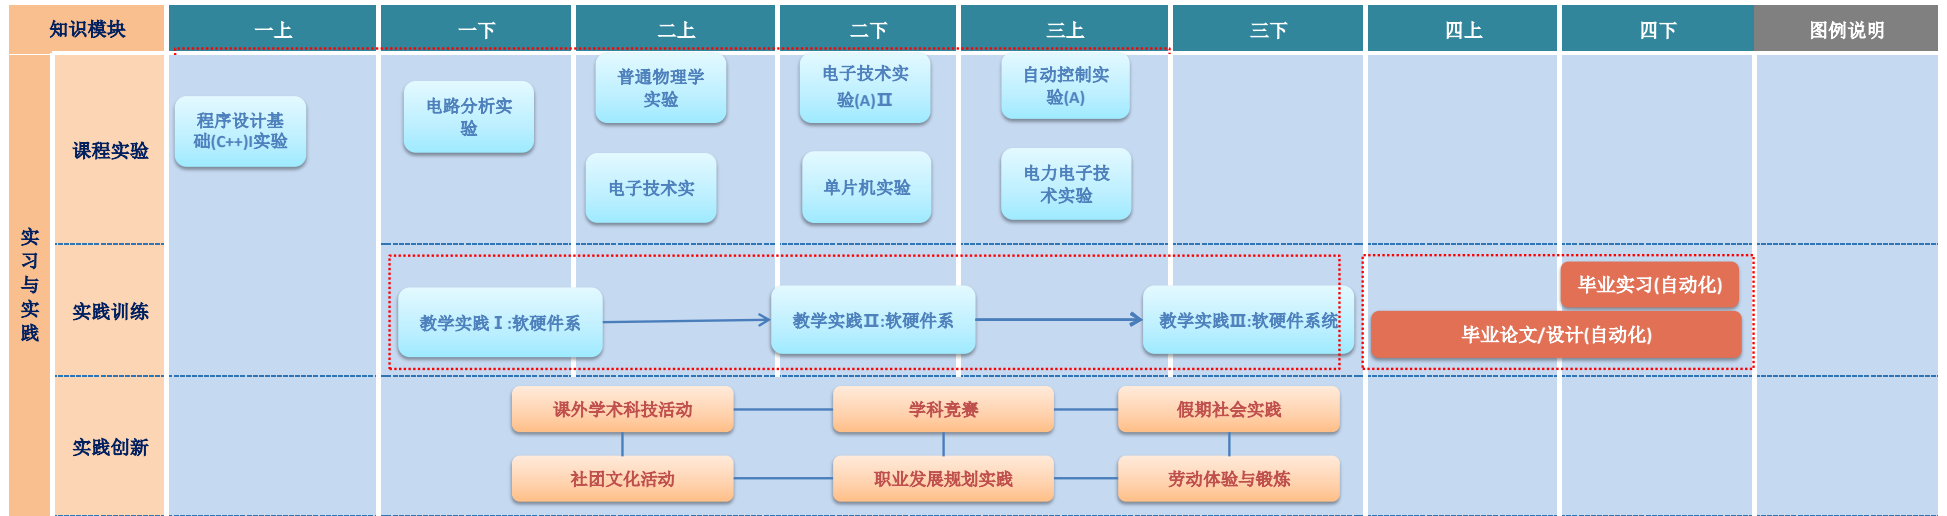 知识模块
一上
一下
二上
二下
三上
三下
四上
四下
图例说明
实
习
与
实
践
课程实验
程序设计基
础(C++)I实验
电路分析实
验
普通物理学
实验
电子技术实
电子技术实
验(A)Ⅱ
单片机实验
自动控制实
验(A)
电力电子技
术实验
实践训练
教学实践Ⅰ:软硬件系
教学实践Ⅱ:软硬件系
教学实践Ⅲ:软硬件系统
毕业实习(自动化)
毕业论文/设计(自动化)
实践创新
课外学术科技活动
学科竞赛
假期社会实践
社团文化活动
职业发展规划实践
劳动体验与锻炼